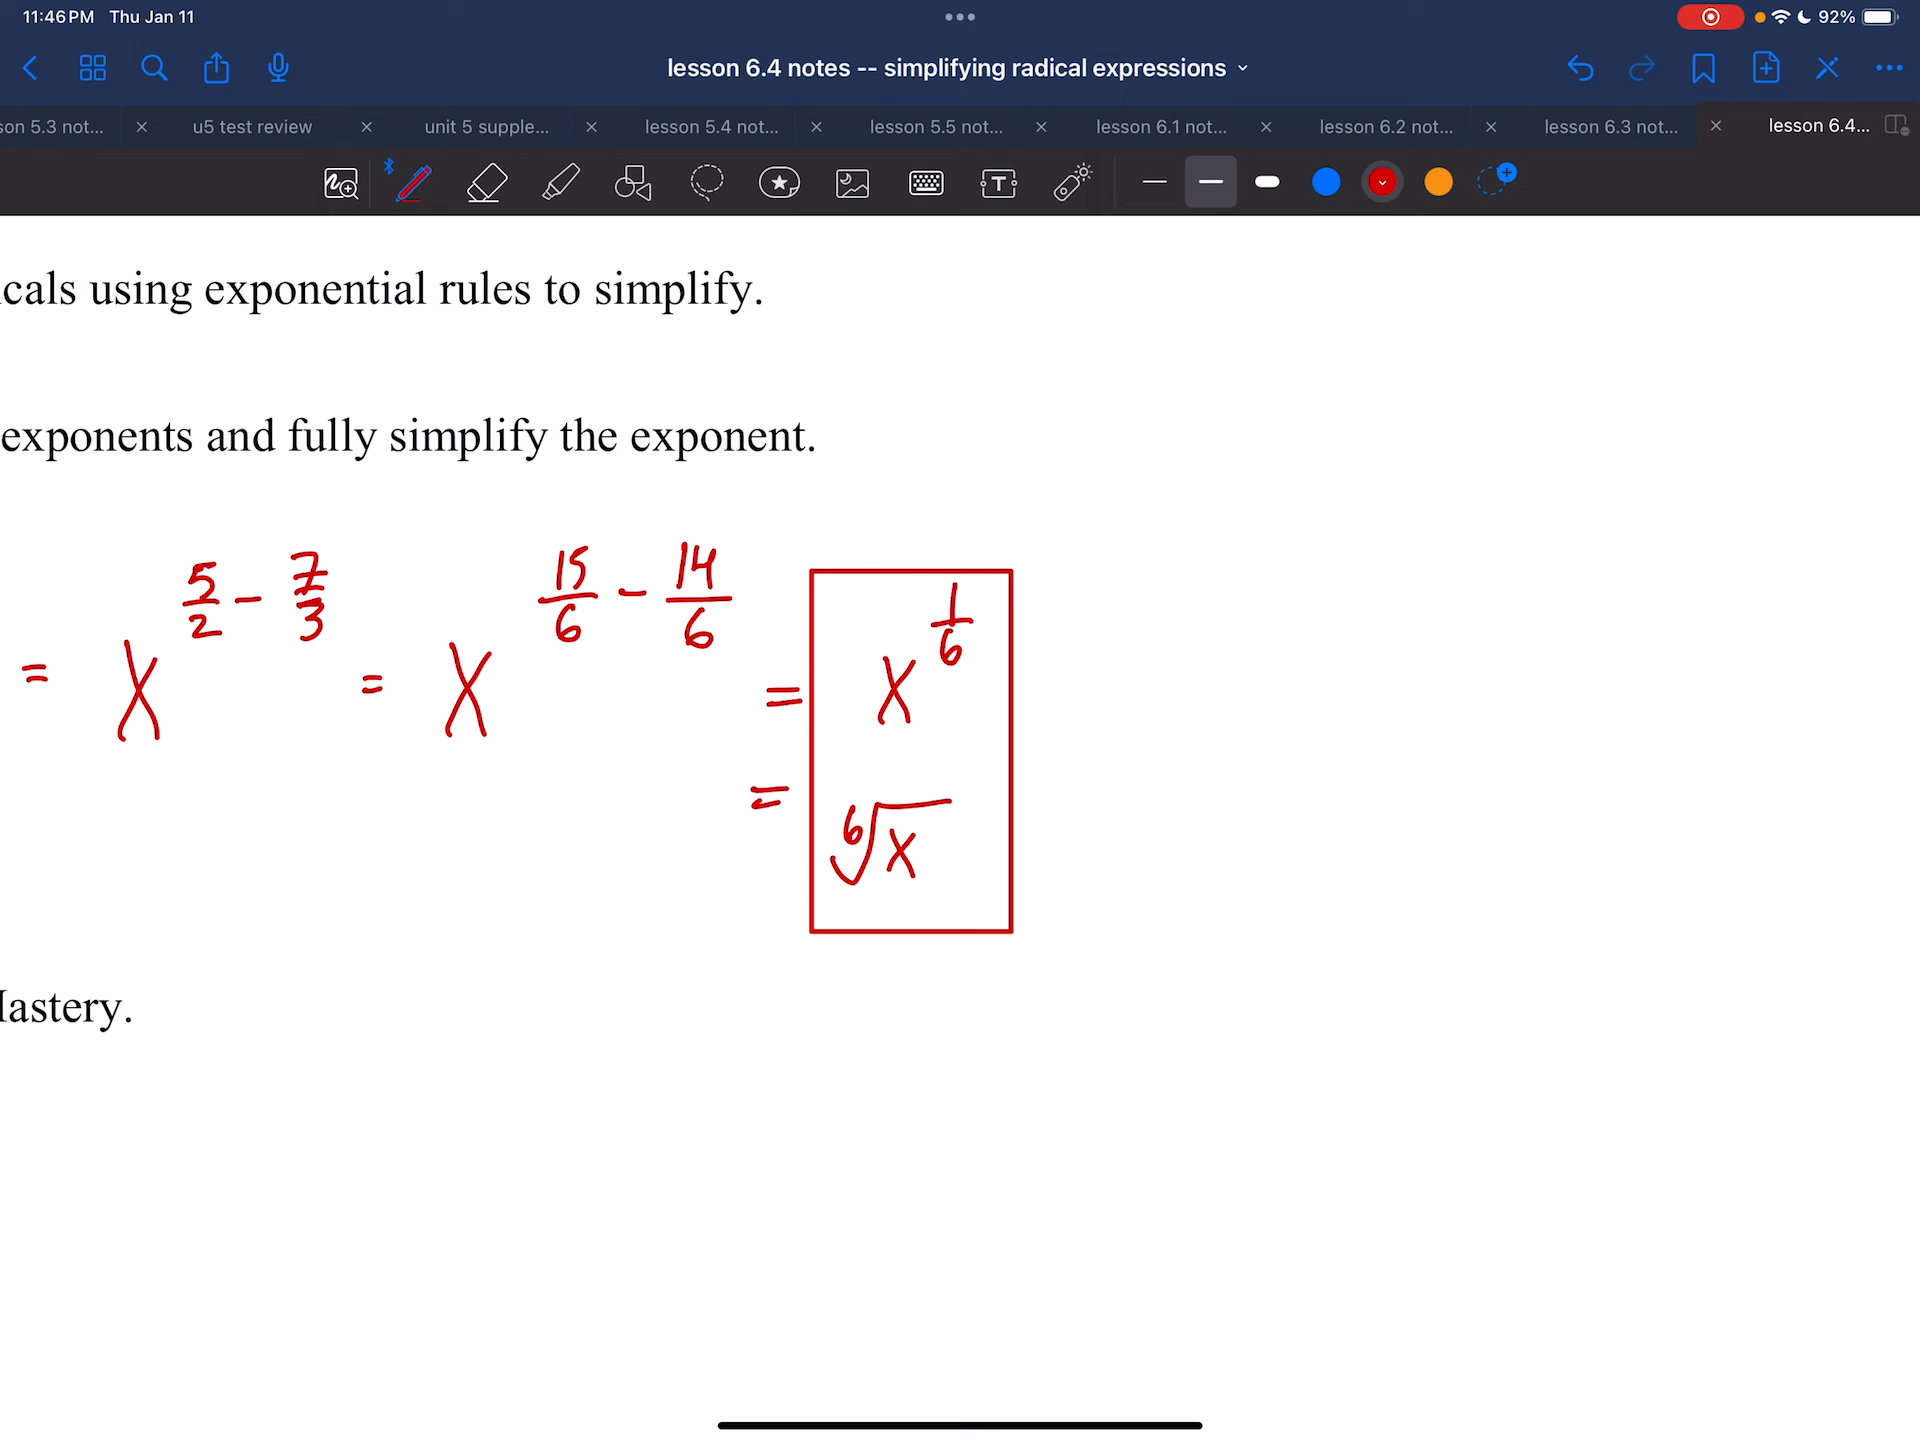 11:46 PM Thu Jan 11
92%
lesson 6.4 notes -- simplifying radical expressions
son 5.3 not... u5 test review unit 5 supple... lesson 5.4 not... lesson 5.5 not... lesson 6.1 not... lesson 6.2 not... lesson 6.3 not... lesson 6.4...
icals using exponential rules to simplify.
exponents and fully simplify the exponent.
= x^(5/2 - 7/3) = x^(15/6 - 14/6) = x^(1/6)
= ⁶√x
Mastery.